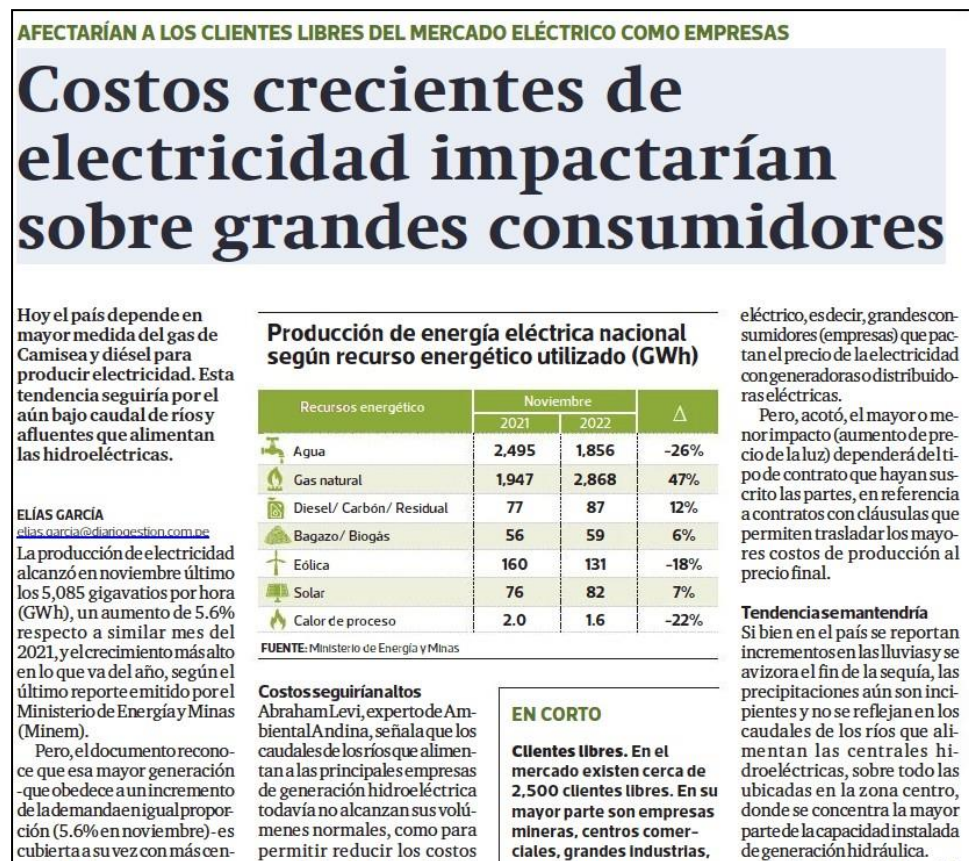 AFECTARÍAN A LOS CLIENTES LIBRES DEL MERCADO ELÉCTRICO COMO EMPRESAS
Costos crecientes de
electricidad impactarían
sobre grandes consumidores
Hoy el país depende en
mayor medida del gas de
Camisea y diésel para
producir electricidad. Esta
tendencia seguiría por el
aún bajo caudal de ríos y
afluentes que alimentan
las hidroeléctricas.
ELÍAS GARCÍA
elias.garcia@diariogestion.com.pe
La producción de electricidad
alcanzó en noviembre último
los 5,085 gigavatios por hora
(GWh), un aumento de 5.6%
respecto a similar mes del
2021, y el crecimiento más alto
en lo que va del año, según el
último reporte emitido por el
Ministerio de Energía y Minas
(Minem).
Pero, el documento recono-
ce que esa mayor generación
-que obedece a un incremento
de la demanda en igual propor-
ción (5.6% en noviembre)- es
cubierta a su vez con más cen-
Producción de energía eléctrica nacional
según recurso energético utilizado (GWh)
Recursos energético Noviembre Δ
2021 2022
Agua 2,495 1,856 -26%
Gas natural 1,947 2,868 47%
Diesel/ Carbón/ Residual 77 87 12%
Bagazo/ Biogàs 56 59 6%
Eólica 160 131 -18%
Solar 76 82 7%
Calor de proceso 2.0 1.6 -22%
FUENTE: Ministerio de Energía y Minas
Costos seguirían altos
Abraham Levi, experto de Am-
biental Andina, señala que los
caudales de los ríos que alimen-
tan a las principales empresas
de generación hidroeléctrica
todavía no alcanzan sus volú-
menes normales, como para
permitir reducir los costos
EN CORTO
Clientes libres. En el
mercado existen cerca de
2,500 clientes libres. En su
mayor parte son empresas
mineras, centros comer-
ciales, grandes industrias,
eléctrico, es decir, grandes con-
sumidores (empresas) que pac-
tan el precio de la electricidad
con generadoras o distribuido-
ras eléctricas.
Pero, acotó, el mayor o me-
nor impacto (aumento de pre-
cio de la luz) dependerá del ti-
po de contrato que hayan sus-
crito las partes, en referencia
a contratos con cláusulas que
permiten trasladar los mayo-
res costos de producción al
precio final.
Tendencia se mantendría
Si bien en el país se reportan
incrementos en las lluvias y se
avizora el fin de la sequía, las
precipitaciones aún son inci-
pientes y no se reflejan en los
caudales de los ríos que ali-
mentan las centrales hi-
droeléctricas, sobre todo las
ubicadas en la zona centro,
donde se concentra la mayor
parte de la capacidad instalada
de generación hidráulica.